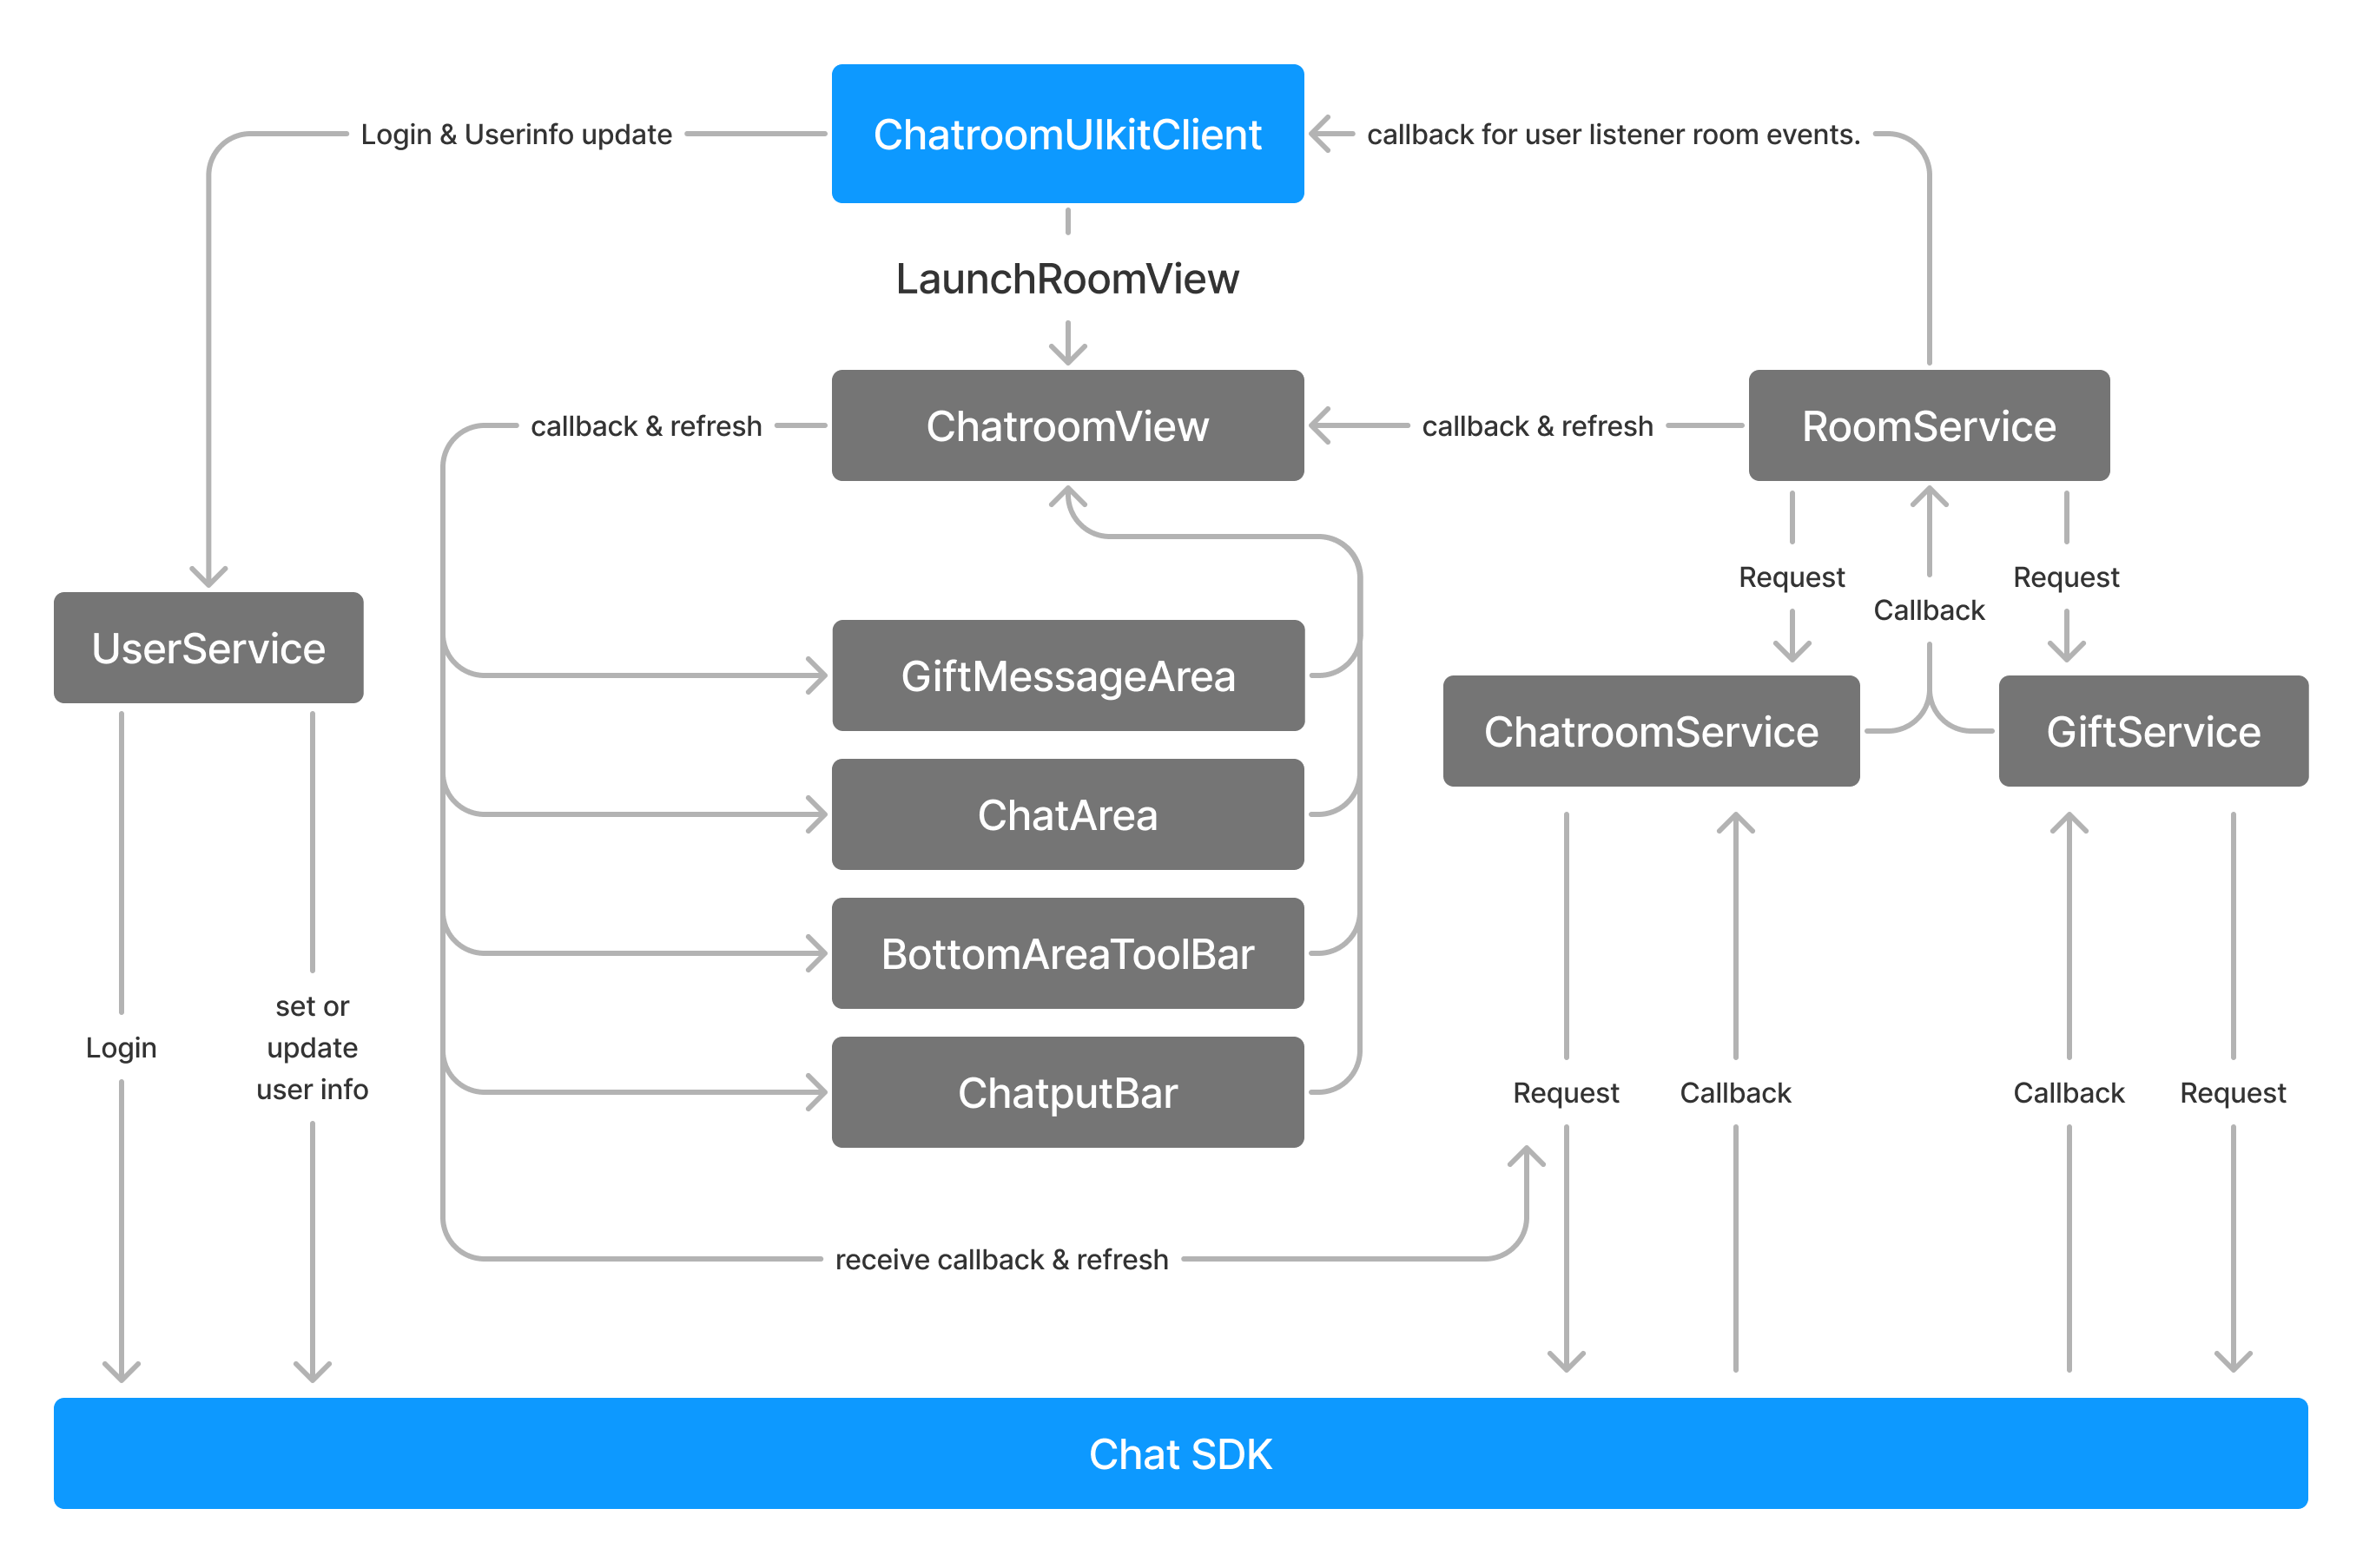 Login & Userinfo update
ChatroomUIkitClient
callback for user listener room events.
LaunchRoomView
callback & refresh
ChatroomView
callback & refresh
RoomService
Request
Callback
Request
UserService
GiftMessageArea
ChatroomService
GiftService
ChatArea
BottomAreaToolBar
Login
set or
update
user info
ChatputBar
Request
Callback
Callback
Request
receive callback & refresh
Chat SDK